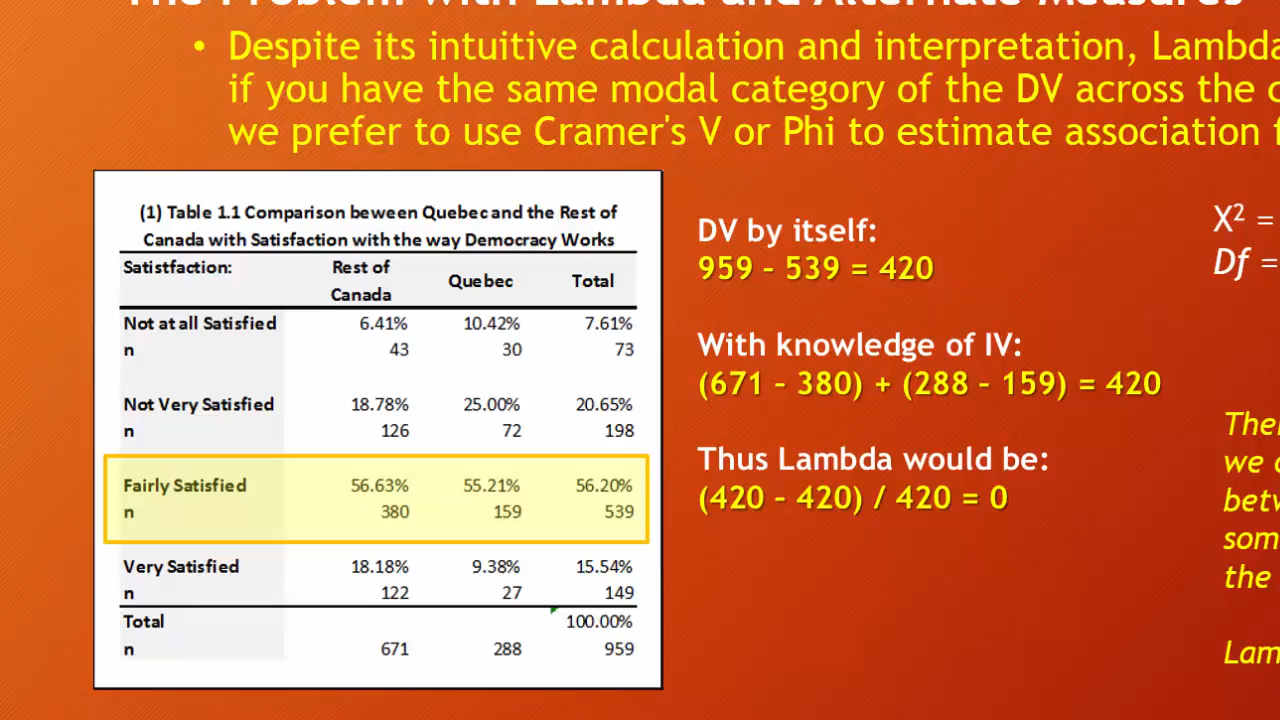 The Problem with Lambda and Alternate Measures
• Despite its intuitive calculation and interpretation, Lambda
if you have the same modal category of the DV across the
we prefer to use Cramer's V or Phi to estimate association
(1) Table 1.1 Comparison beween Quebec and the Rest of
Canada with Satisfaction with the way Democracy Works
Satistfaction: Rest of Canada Quebec Total
Not at all Satisfied 6.41% 10.42% 7.61%
n 43 30 73
Not Very Satisfied 18.78% 25.00% 20.65%
n 126 72 198
Fairly Satisfied 56.63% 55.21% 56.20%
n 380 159 539
Very Satisfied 18.18% 9.38% 15.54%
n 122 27 149
Total 100.00%
n 671 288 959
DV by itself:
959 – 539 = 420
With knowledge of IV:
(671 – 380) + (288 – 159) = 420
Thus Lambda would be:
(420 – 420) / 420 = 0
X² =
Df =
we
the